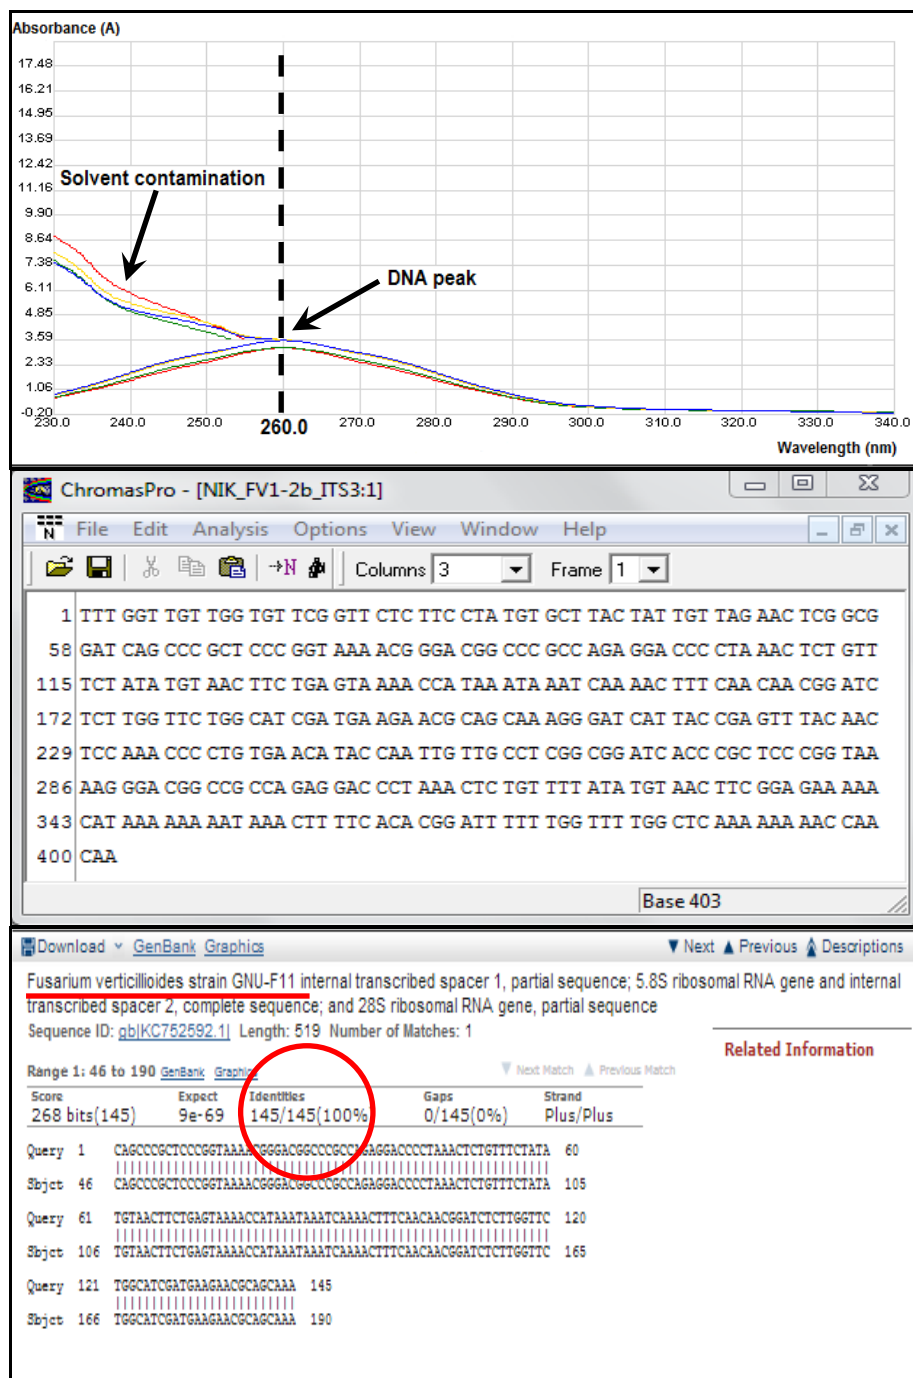 Absorbance (A)
17.48
16.21
14.95
13.69
12.42
11.16
9.90
8.64
7.38
6.11
4.85
3.59
2.33
1.06
-0.20
Solvent contamination
DNA peak
230.0 240.0 250.0 260.0 270.0 280.0 290.0 300.0 310.0 320.0 330.0 340.0
Wavelength (nm)
ChromasPro - [NIK_FV1-2b_ITS3:1]
N File Edit Analysis Options View Window Help
→N Columns 3 Frame 1
1 TTT GGT TGT TGG TGT TCG GTT CTC TTC CTA TGT GCT TAC TAT TGT TAG AAC TCG GCG
58 GAT CAG CCC GCT CCC GGT AAA ACG GGA CGG CCC GCC AGA GGA CCC CTA AAC TCT GTT
115 TCT ATA TGT AAC TTC TGA GTA AAA CCA TAA ATA AAT CAA AAC TTT CAA CAA CGG ATC
172 TCT TGG TTC TGG CAT CGA TGA AGA ACG CAG CAA AGG GAT CAT TAC CGA GTT TAC AAC
229 TCC AAA CCC CTG TGA ACA TAC CAA TTG TTG CCT CGG CGG ATC ACC CGC TCC CGG TAA
286 AAG GGA CGG CCG CCA GAG GAC CCT AAA CTC TGT TTT ATA TGT AAC TTC GGA GAA AAA
343 CAT AAA AAA AAT AAA CTT TTC ACA CGG ATT TTT TGG TTT TGG CTC AAA AAA AAC CAA
400 CAA
Base 403
Download GenBank Graphics Next Previous Descriptions
Fusarium verticillioides strain GNU-F11 internal transcribed spacer 1, partial sequence; 5.8S ribosomal RNA gene and internal
transcribed spacer 2, complete sequence; and 28S ribosomal RNA gene, partial sequence
Sequence ID: gb|KC752592.1| Length: 519 Number of Matches: 1
Related Information
Range 1: 46 to 190 GenBank Graphics Next Match Previous Match
Score Expect Identities Gaps Strand
268 bits(145) 9e-69 145/145(100% 0/145(0%) Plus/Plus
Query 1 CAGCCCGCTCCCGGTAAAACGGGACGGCCCGCCAGAGGACCCCTAAACTCTGTTTCTATA 60
Sbjct 46 CAGCCCGCTCCCGGTAAAACGGGACGGCCCGCCAGAGGACCCCTAAACTCTGTTTCTATA 105
Query 61 TGTAACTTCTGAGTAAAACCATAAATAAATCAAAACTTTCAACAACGGATCTCTTGGTTC 120
Sbjct 106 TGTAACTTCTGAGTAAAACCATAAATAAATCAAAACTTTCAACAACGGATCTCTTGGTTC 165
Query 121 TGGCATCGATGAAGAACGCAGCAAA 145
Sbjct 166 TGGCATCGATGAAGAACGCAGCAAA 190